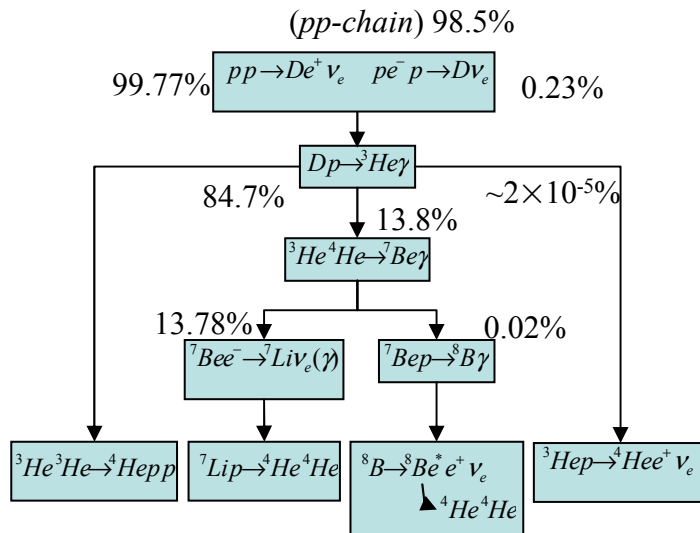 (pp-chain) 98.5%
99.77%
pp→De⁺ νₑ pe⁻ p→Dνₑ
0.23%
Dp→³Heγ
84.7%
~2×10⁻⁵%
13.8%
³He⁴He→⁷Beγ
13.78%
0.02%
⁷Bee⁻→⁷Liνₑ(γ)
⁷Bep→⁸Bγ
³He³He→⁴Hepp
⁷Lip→⁴He⁴He
⁸B→⁸Be* e⁺ νₑ
⁴He⁴He
³Hep→⁴Hee⁺ νₑ